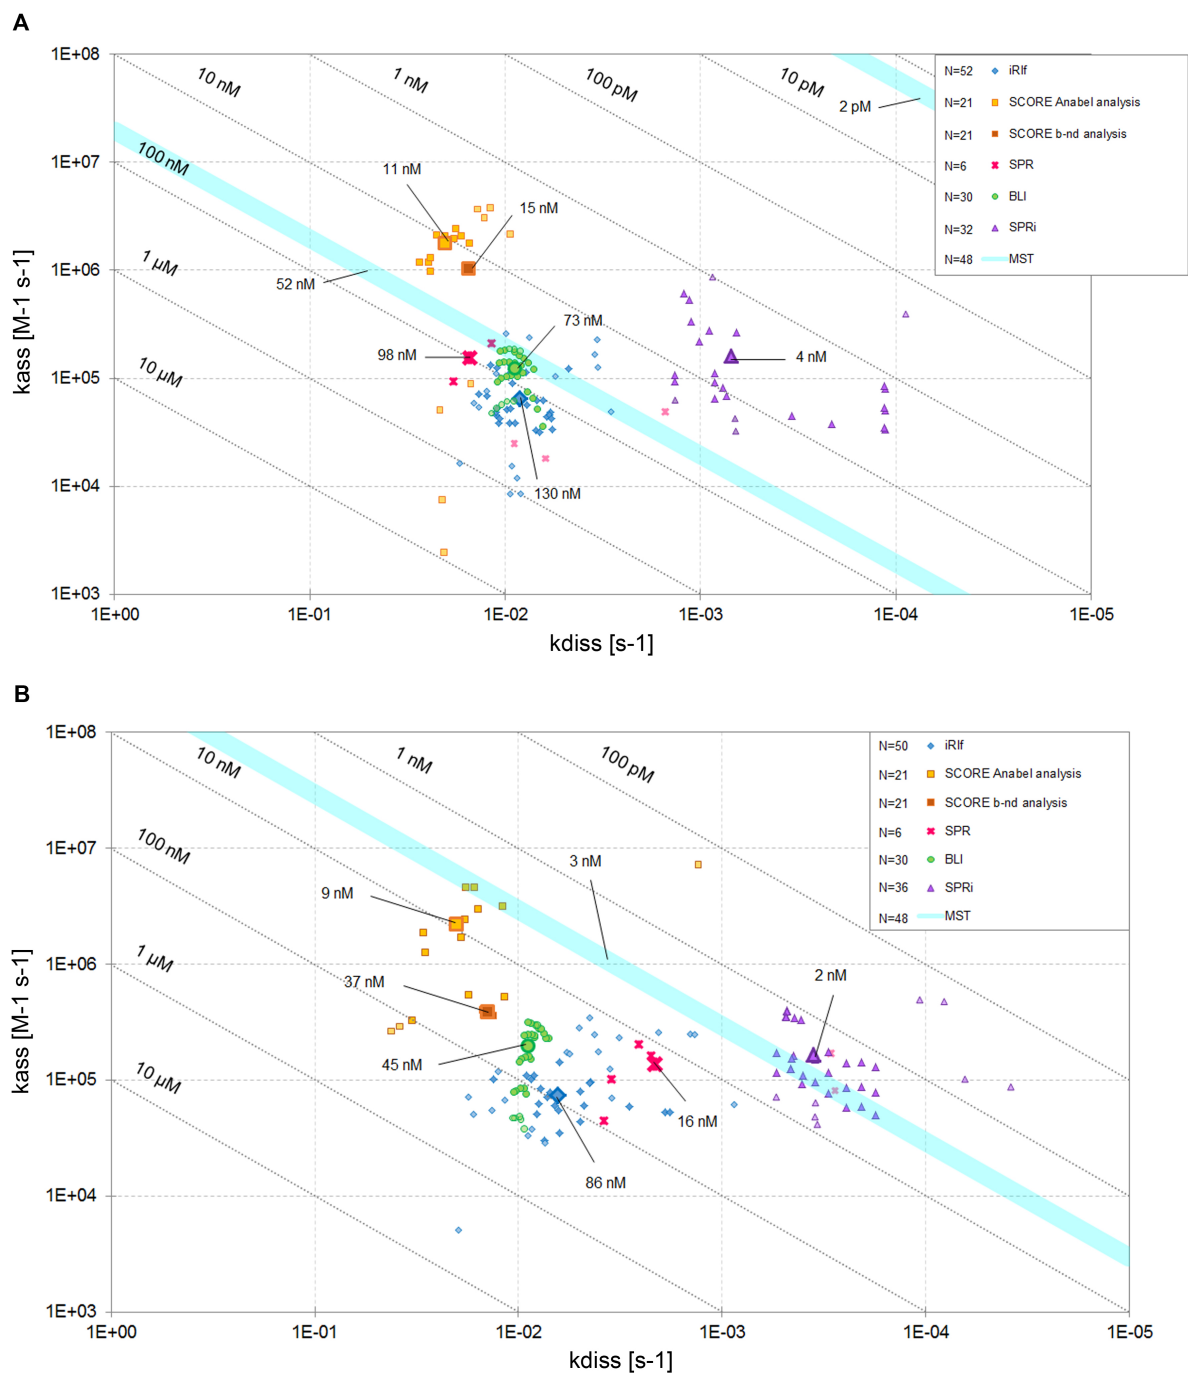 A
1E+08
1E+07
1E+06
1E+05
1E+04
1E+03
10 nM
1 nM
100 pM
10 pM
2 pM
100 nM
1 µM
10 µM
11 nM
15 nM
52 nM
73 nM
98 nM
4 nM
130 nM
N=52 iRIf
N=21 SCORE Anabel analysis
N=21 SCORE b-nd analysis
N=6 SPR
N=30 BLI
N=32 SPRi
N=48 MST
kass [M-1 s-1]
1E+00 1E-01 1E-02 1E-03 1E-04 1E-05
kdiss [s-1]
B
1E+08
1E+07
1E+06
1E+05
1E+04
1E+03
10 nM
1 nM
100 pM
100 nM
1 µM
10 µM
3 nM
9 nM
37 nM
2 nM
45 nM
16 nM
86 nM
N=50 iRIf
N=21 SCORE Anabel analysis
N=21 SCORE b-nd analysis
N=6 SPR
N=30 BLI
N=36 SPRi
N=48 MST
kass [M-1 s-1]
1E+00 1E-01 1E-02 1E-03 1E-04 1E-05
kdiss [s-1]